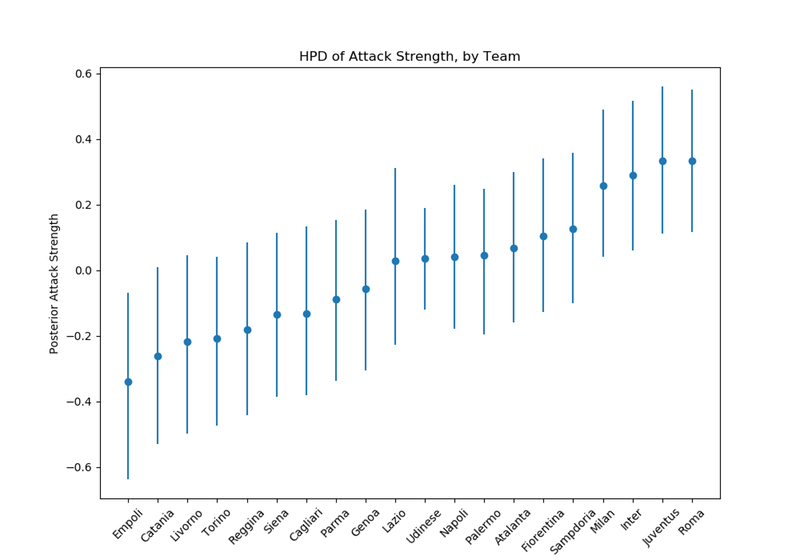 HPD of Attack Strength, by Team
Posterior Attack Strength
0.6
0.4
0.2
0.0
−0.2
−0.4
−0.6
Empoli
Catania
Livorno
Torino
Reggina
Siena
Cagliari
Parma
Genoa
Lazio
Udinese
Napoli
Palermo
Atalanta
Fiorentina
Sampdoria
Milan
Inter
Juventus
Roma